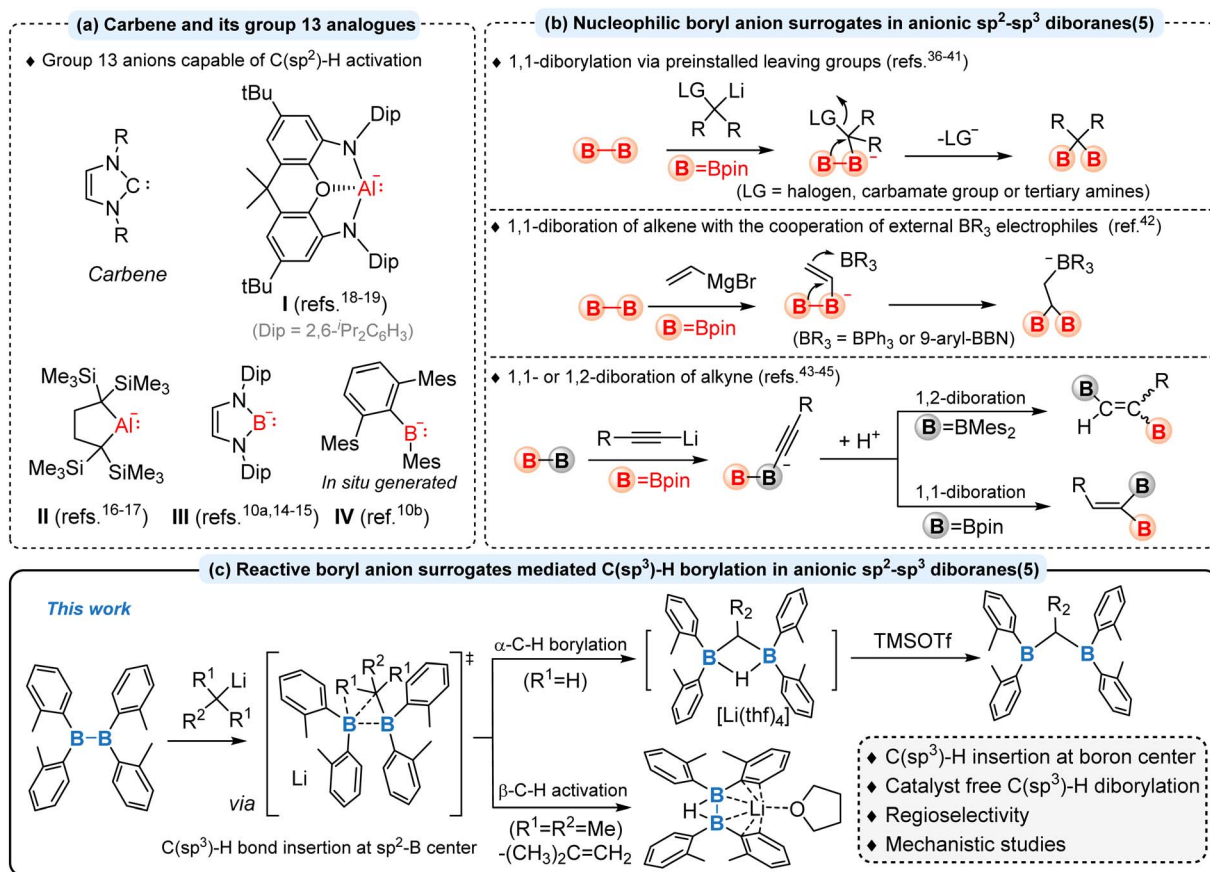 (a) Carbene and its group 13 analogues
♦ Group 13 anions capable of C(sp²)-H activation
R
N
C:
N
R
Carbene
tBu
Dip
N
O
Al:⁻
N
Dip
tBu
I (refs.¹⁸⁻¹⁹)
(Dip = 2,6-ⁱPr₂C₆H₃)
Me₃Si SiMe₃
Al:⁻
Me₃Si SiMe₃
II (refs.¹⁶⁻¹⁷)
Dip
N
B:⁻
N
Dip
III (refs.¹⁰ᵃ,¹⁴⁻¹⁵)
Mes
B:⁻
Mes Mes
In situ generated
IV (ref.¹⁰ᵇ)
(b) Nucleophilic boryl anion surrogates in anionic sp²-sp³ diboranes(5)
♦ 1,1-diborylation via preinstalled leaving groups (refs.³⁶⁻⁴¹)
B B
LG Li
R R
B=Bpin
LG R
R
B B⁻
-LG⁻
R R
B B
(LG = halogen, carbamate group or tertiary amines)
♦ 1,1-diboration of alkene with the cooperation of external BR₃ electrophiles (ref.⁴²)
B B
MgBr
B=Bpin
BR₃
B B⁻
(BR₃ = BPh₃ or 9-aryl-BBN)
⁻BR₃
B B
♦ 1,1- or 1,2-diboration of alkyne (refs.⁴³⁻⁴⁵)
B B
R Li
B=Bpin
R
B B⁻
+ H⁺
1,2-diboration
B=BMes₂
B R
C=C
H B
1,1-diboration
B=Bpin
R B
B
(c) Reactive boryl anion surrogates mediated C(sp³)-H borylation in anionic sp²-sp³ diboranes(5)
This work
B B
R¹ Li
R² R¹
via
R¹ R² R¹
B B
Li
‡
C(sp³)-H bond insertion at sp²-B center
α-C-H borylation
(R¹=H)
R₂
B B
H
[Li(thf)₄]
TMSOTf
R₂
B B
β-C-H activation
(R¹=R²=Me)
-(CH₃)₂C=CH₂
B
H Li O
B
♦ C(sp³)-H insertion at boron center
♦ Catalyst free C(sp³)-H diborylation
♦ Regioselectivity
♦ Mechanistic studies